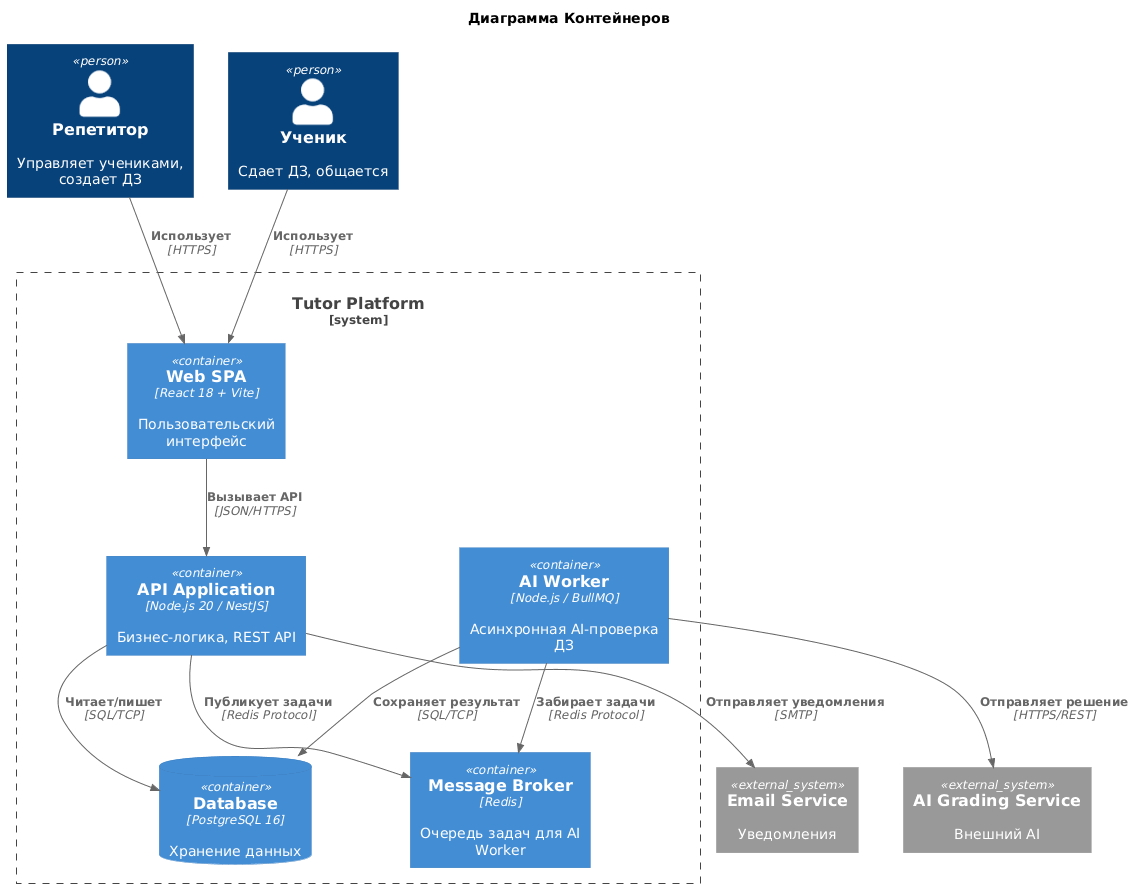 Диаграмма Контейнеров
«person»
Репетитор
Управляет учениками,
создает ДЗ
«person»
Ученик
Сдает ДЗ, общается
Использует
[HTTPS]
Использует
[HTTPS]
Tutor Platform
[system]
«container»
Web SPA
[React 18 + Vite]
Пользовательский
интерфейс
Вызывает API
[JSON/HTTPS]
«container»
API Application
[Node.js 20 / NestJS]
Бизнес-логика, REST API
«container»
AI Worker
[Node.js / BullMQ]
Асинхронная AI-проверка
ДЗ
Читает/пишет
[SQL/TCP]
Публикует задачи
[Redis Protocol]
Сохраняет результат
[SQL/TCP]
Забирает задачи
[Redis Protocol]
Отправляет уведомления
[SMTP]
Отправляет решение
[HTTPS/REST]
«container»
Database
[PostgreSQL 16]
Хранение данных
«container»
Message Broker
[Redis]
Очередь задач для AI
Worker
«external_system»
Email Service
Уведомления
«external_system»
AI Grading Service
Внешний AI